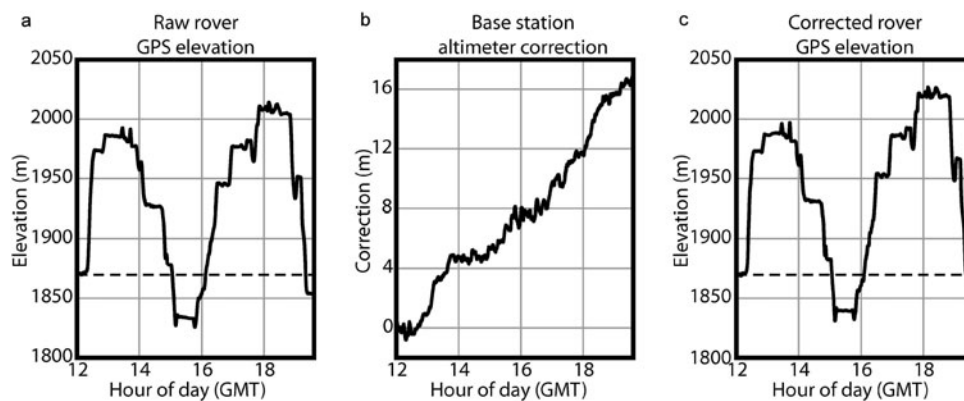 a
Raw rover
GPS elevation
2050
2000
1950
1900
1850
1800
Elevation (m)
12 14 16 18
Hour of day (GMT)
b
Base station
altimeter correction
16
12
8
4
0
Correction (m)
12 14 16 18
Hour of day (GMT)
c
Corrected rover
GPS elevation
2050
2000
1950
1900
1850
1800
Elevation (m)
12 14 16 18
Hour of day (GMT)